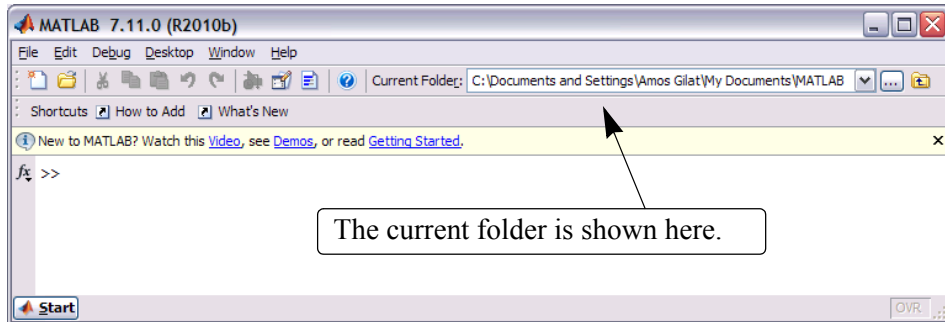 MATLAB 7.11.0 (R2010b)
File Edit Debug Desktop Window Help
Current Folder: C:\Documents and Settings\Amos Gilat\My Documents\MATLAB
Shortcuts How to Add What's New
New to MATLAB? Watch this Video, see Demos, or read Getting Started.
fx >>
The current folder is shown here.
Start OVR